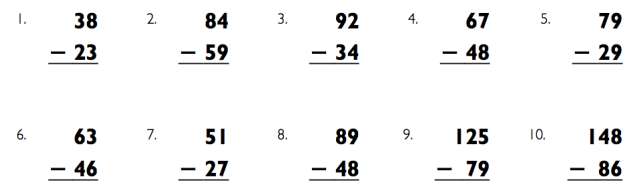 1. 38 2. 84 3. 92 4. 67 5. 79
− 23 − 59 − 34 − 48 − 29
6. 63 7. 51 8. 89 9. 125 10. 148
− 46 − 27 − 48 − 79 − 86